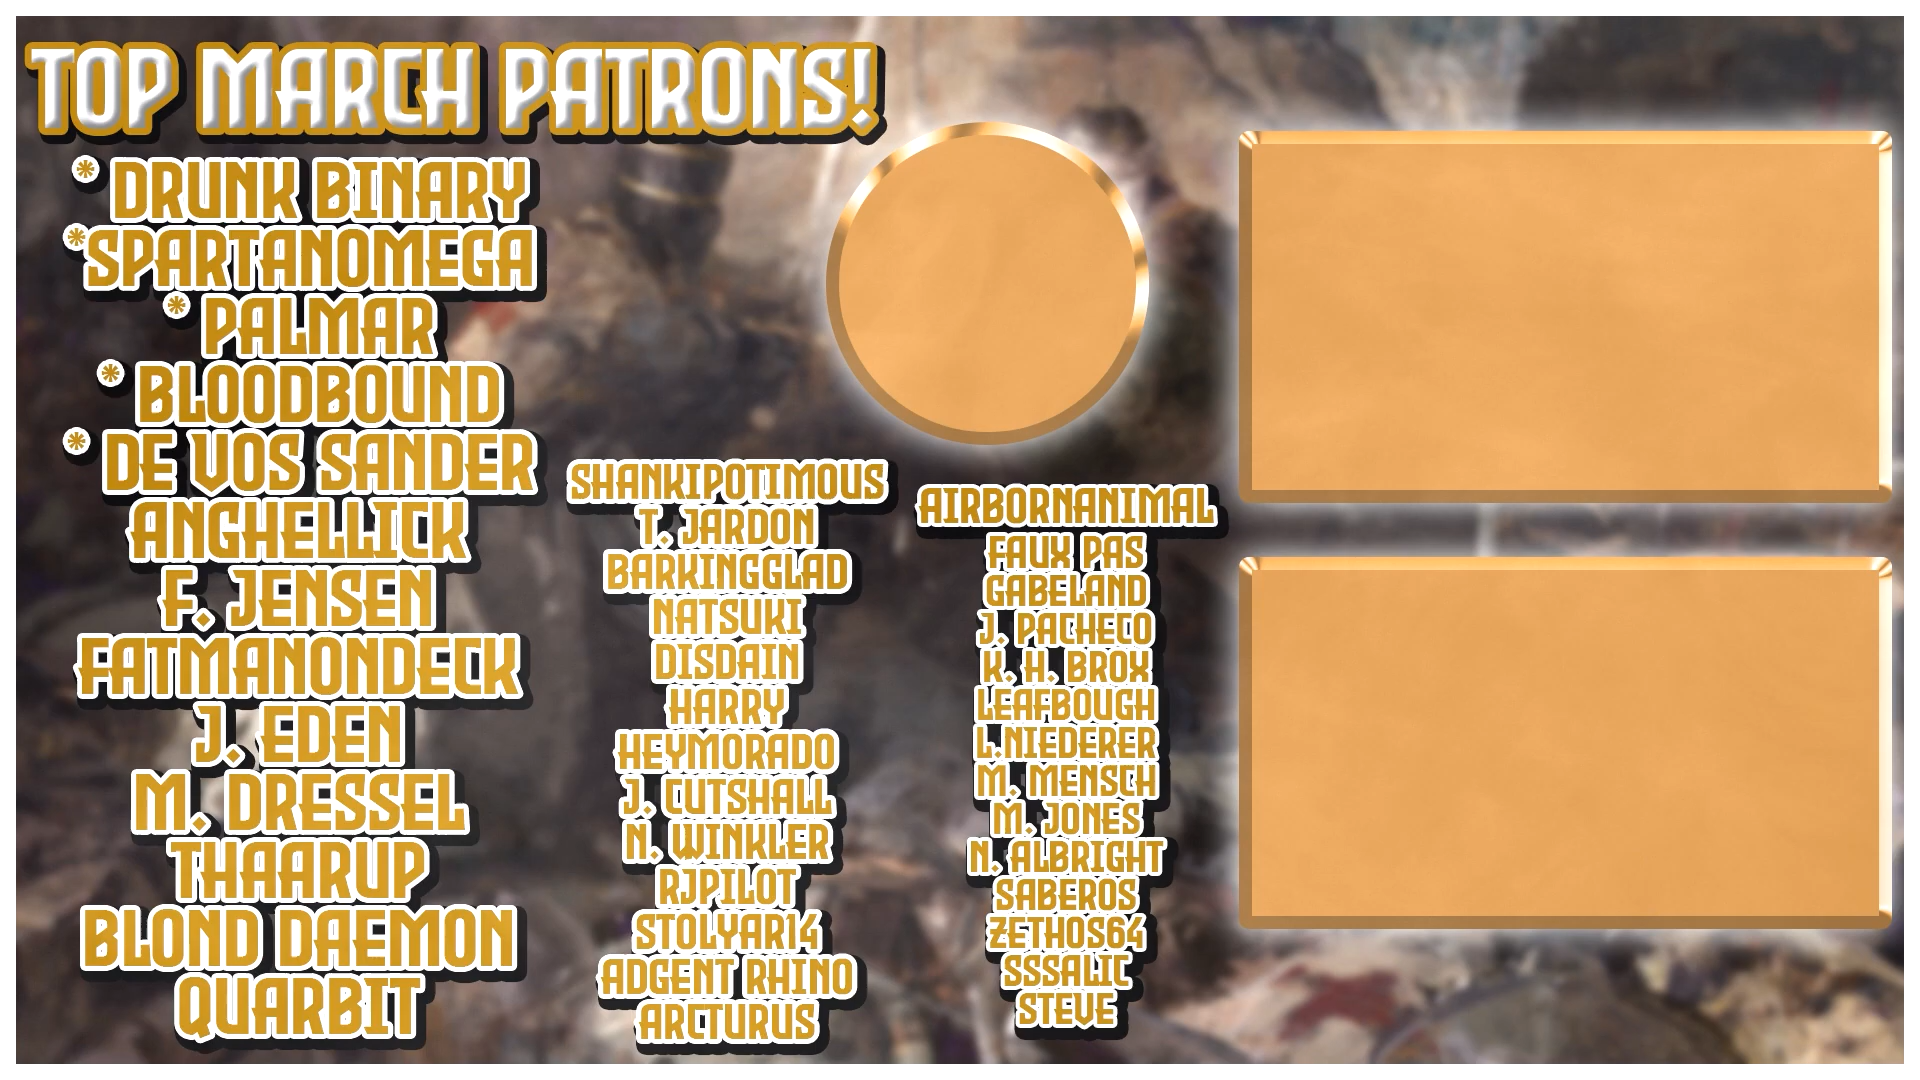 TOP MARCH PATRONS!
* DRUNK BINARY
*SPARTANOMEGA
* PALMAR
* BLOODBOUND
* DE VOS SANDER
ANGHELLICK
F. JENSEN
FATMANONDECK
J. EDEN
M. DRESSEL
THAARUP
BLOND DAEMON
QUARBIT
SHANKIPOTIMOUS
T. JARDON
BARKINGGLAD
NATSUKI
DISDAIN
HARRY
HEYMORADO
J. CUTSHALL
N. WINKLER
RJPILOT
STOLYAR14
ADGENT RHINO
ARCTURUS
AIRBORNANIMAL
FAUX PAS
GABELAND
J. PACHECO
K. H. BROX
LEAFBOUGH
L.NIEDERER
M. MENSCH
M. JONES
N. ALBRIGHT
SABEROS
ZETHOS64
SSSALIC
STEVE